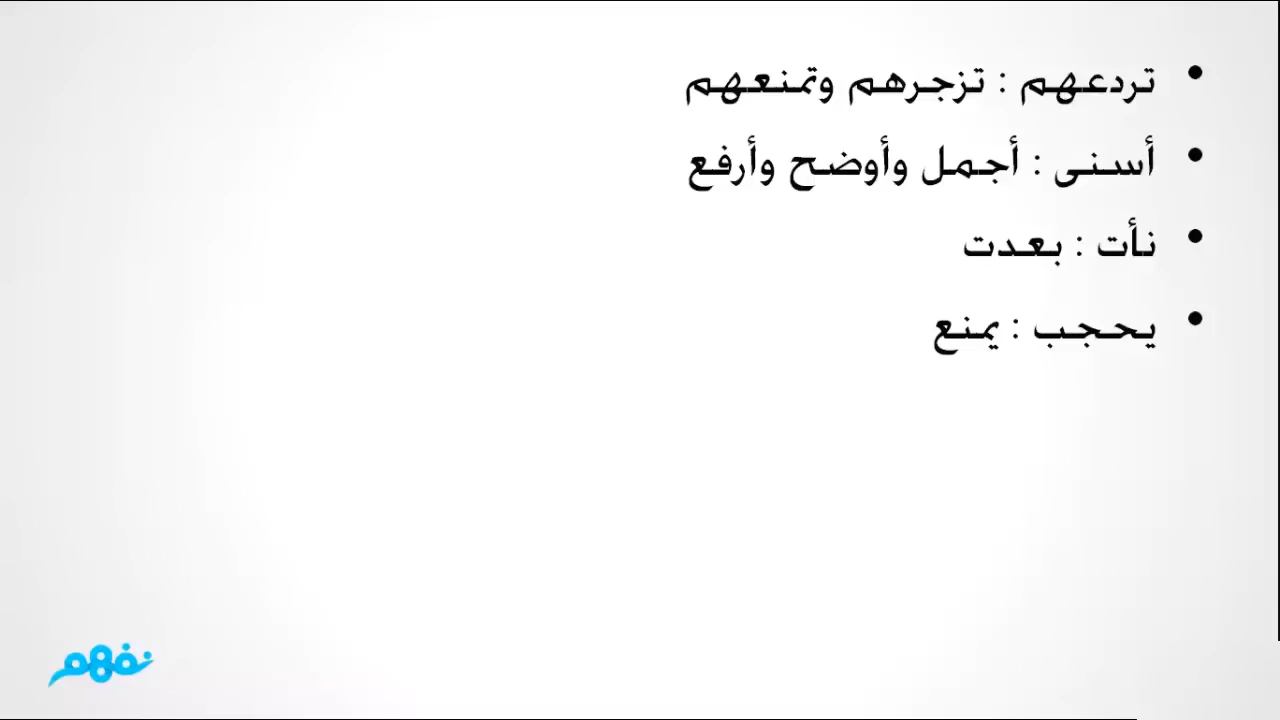 • تردعهم : تزجرهم وتمنعهم
• أسنى : أجمل وأوضح وأرفع
• نأت : بعدت
• يحجب : يمنع
نفهم